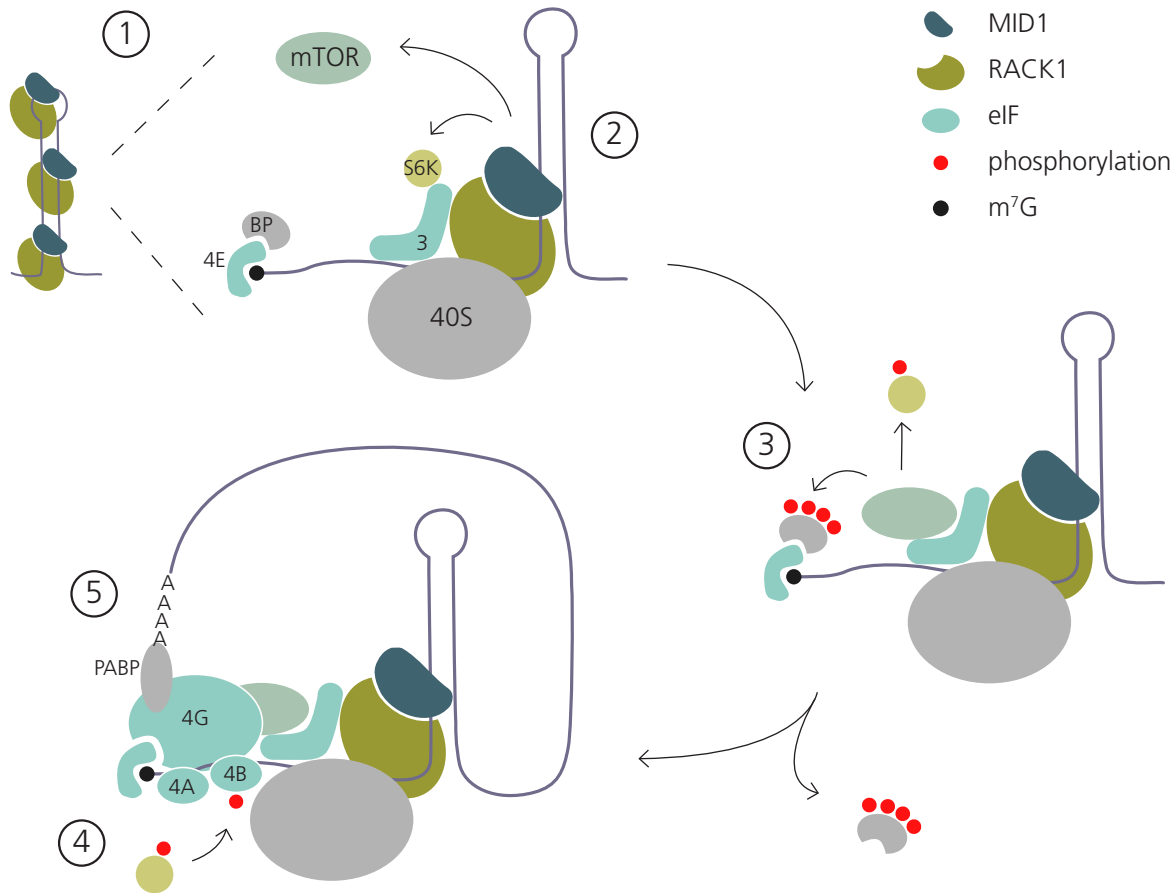 1
mTOR
MID1
RACK1
eIF
phosphorylation
m⁷G
2
S6K
BP
4E
3
40S
3
5
A
A
A
A
PABP
4G
4A
4B
4